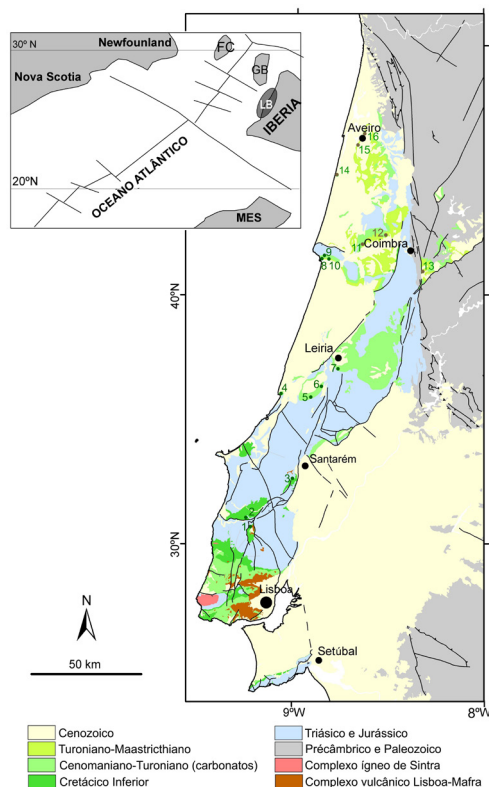 30º N
Newfounland
FC
GB
Nova Scotia
LB
IBERIA
OCEANO ATLÂNTICO
20ºN
MES
Aveiro
16
15
14
12
11
Coimbra
9
8 10
13
40ºN
Leiria
7
6
4
5
Santarém
3
2
1
30ºN
Lisboa
N
Setúbal
50 km
9ºW
8ºW
Cenozoico
Triásico e Jurássico
Turoniano-Maastricthiano
Précâmbrico e Paleozoico
Cenomaniano-Turoniano (carbonatos)
Complexo ígneo de Sintra
Cretácico Inferior
Complexo vulcânico Lisboa-Mafra